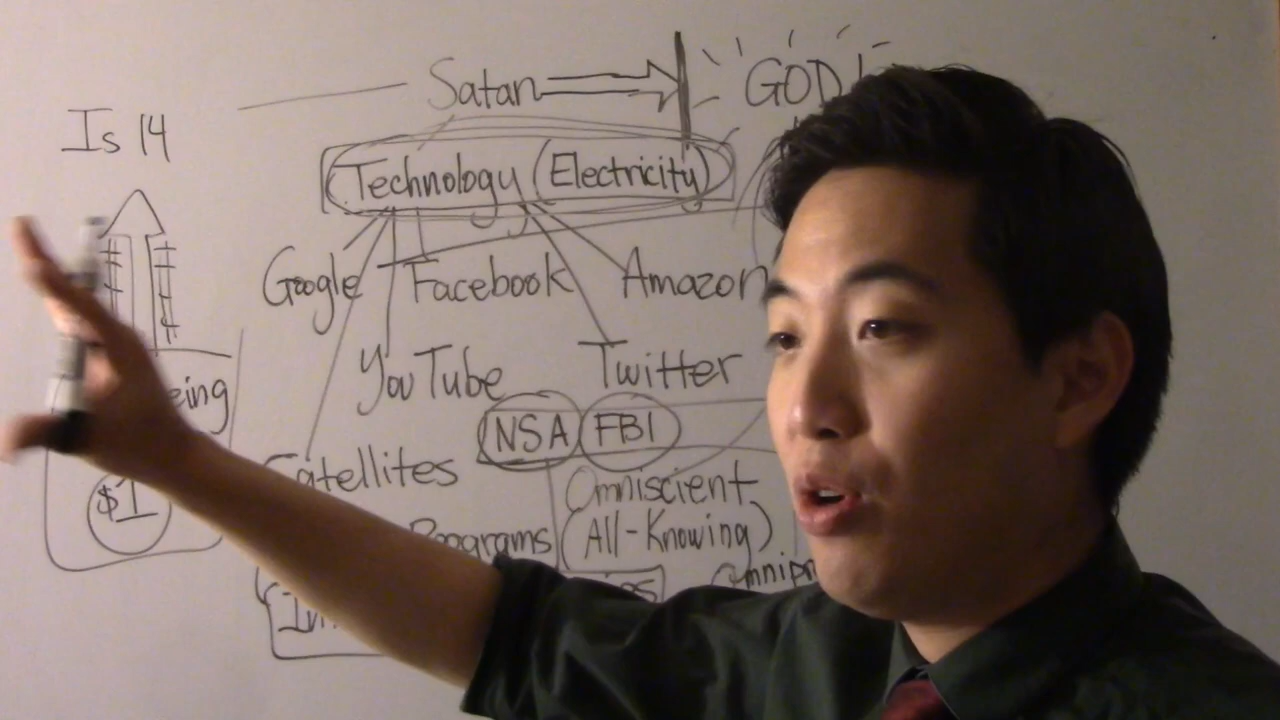 Satan
GOD!
Is 14
Technology (Electricity)
Google Facebook Amazon
YouTube Twitter
NSA FBI
Satellites
$1
Omniscient
Programs (All-Knowing)